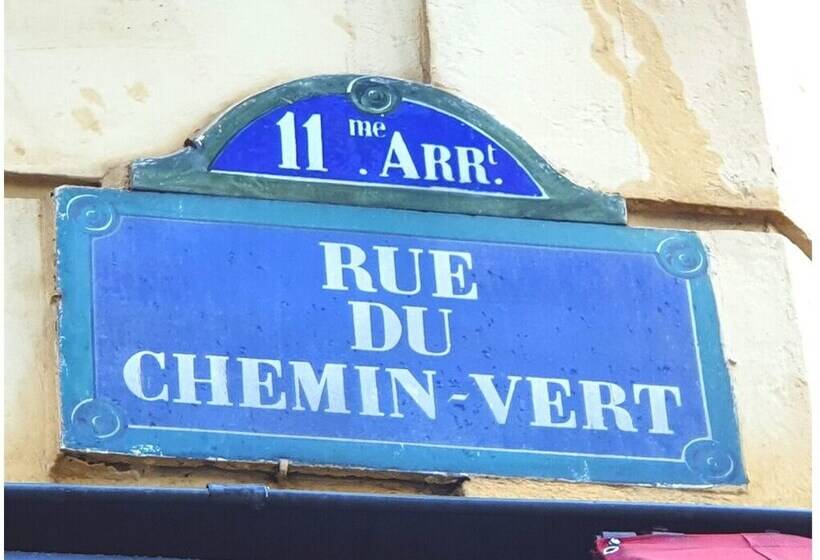 11me. ARRt.
RUE
DU
CHEMIN-VERT